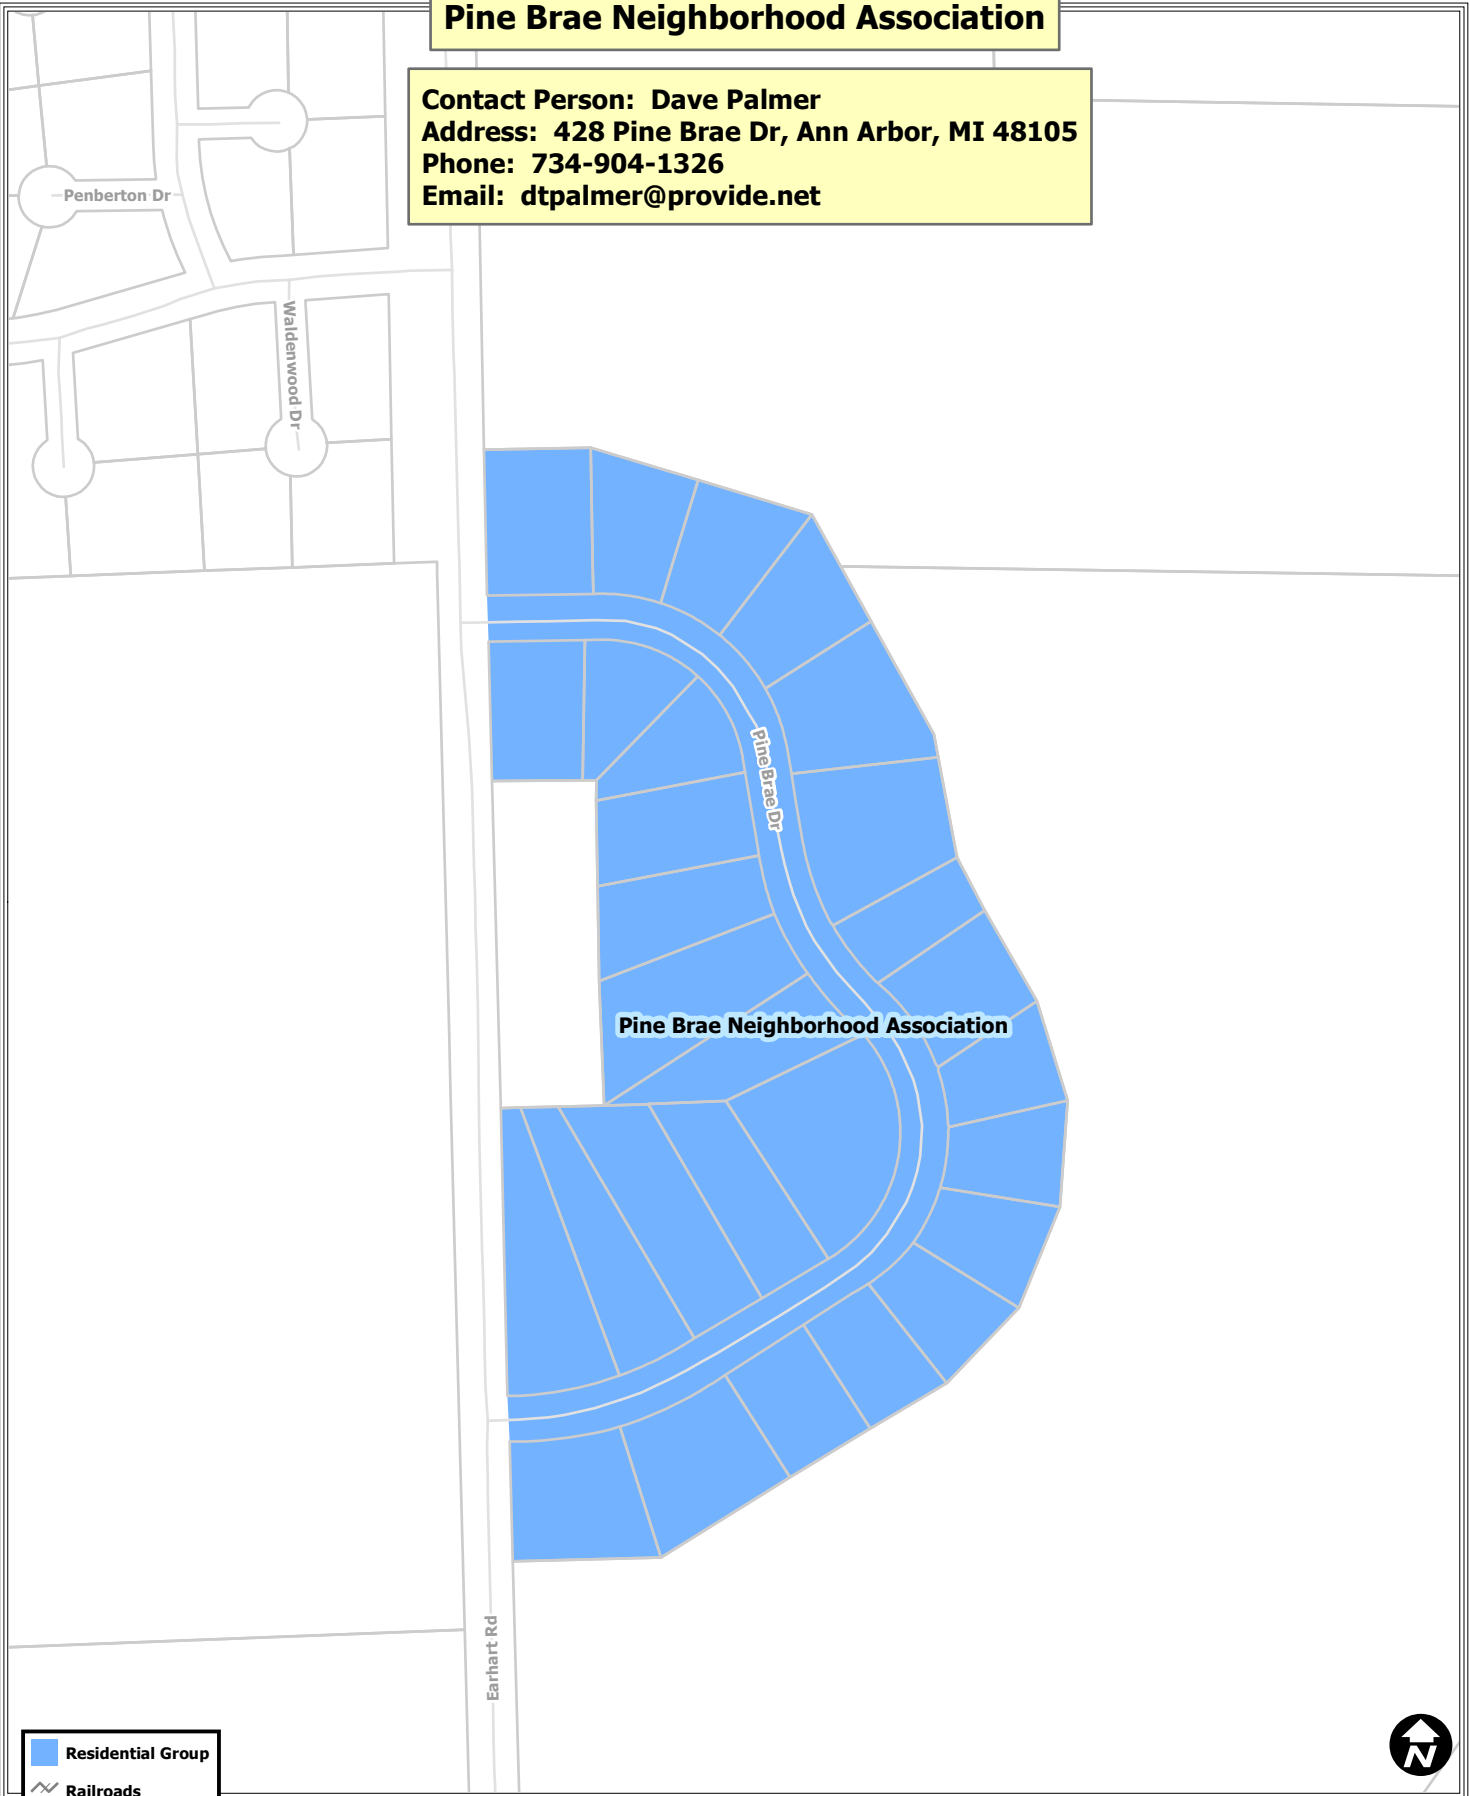 Pine Brae Neighborhood Association
Contact Person: Dave Palmer
Address: 428 Pine Brae Dr, Ann Arbor, MI 48105
Phone: 734-904-1326
Email: dtpalmer@provide.net
Penberton Dr
Waldenwood Dr
Pine Brae Dr
Pine Brae Neighborhood Association
Earhart Rd
Residential Group
Railroads
N